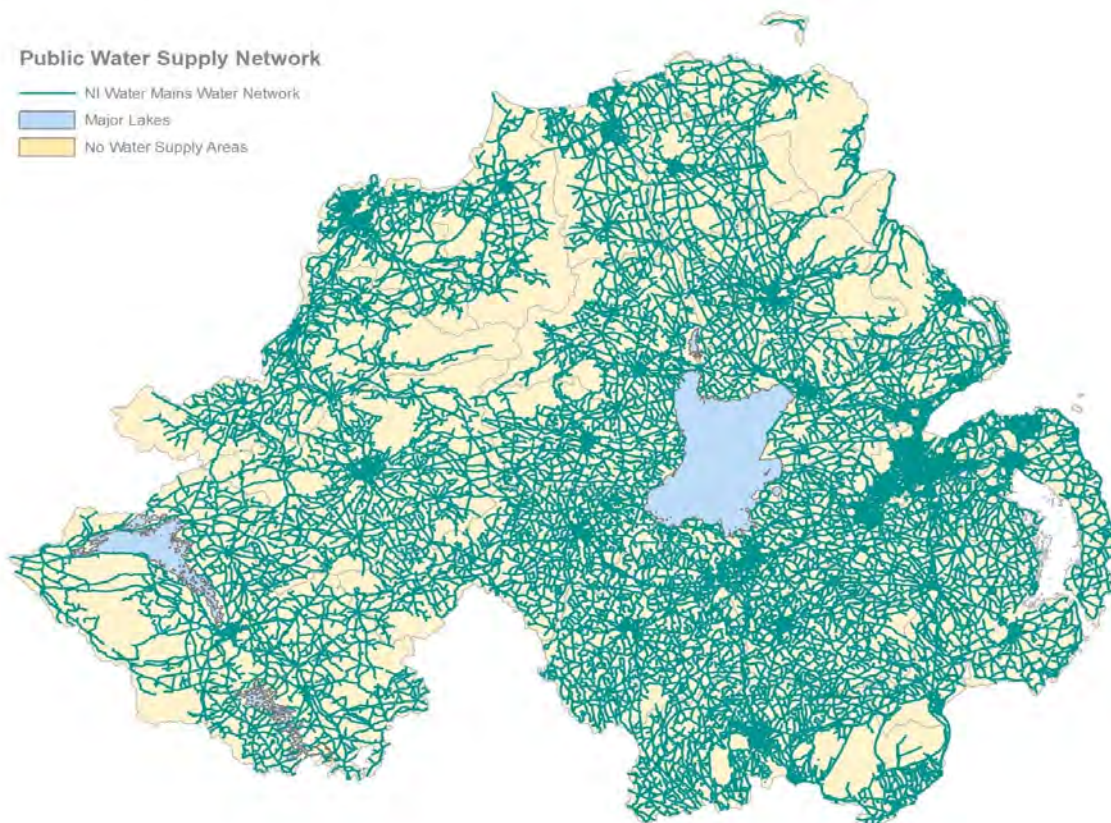 Public Water Supply Network
NI Water Mains Water Network
Major Lakes
No Water Supply Areas